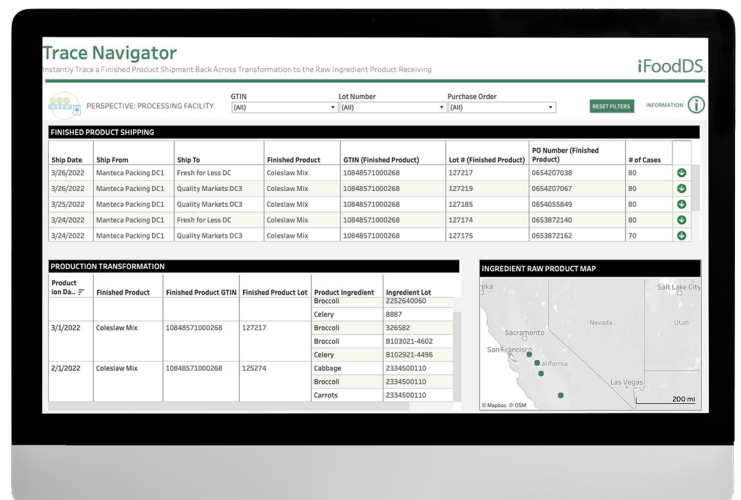 Trace Navigator
Instantly Trace a Finished Product Shipment Back Across Transformation to the Raw Ingredient Product Receiving
iFoodDS.
PERSPECTIVE: PROCESSING FACILITY
GTIN
(All)
Lot Number
(All)
Purchase Order
(All)
RESET FILTERS
INFORMATION
FINISHED PRODUCT SHIPPING
Ship Date Ship From Ship To Finished Product GTIN (Finished Product) Lot # (Finished Product) PO Number (Finished Product) # of Cases
3/26/2022 Manteca Packing DC1 Fresh for Less DC Coleslaw Mix 10848571000268 127217 0654207038 80
3/26/2022 Manteca Packing DC1 Quality Markets DC3 Coleslaw Mix 10848571000268 127219 0654207067 80
3/25/2022 Manteca Packing DC1 Quality Markets DC3 Coleslaw Mix 10848571000268 127185 0654055849 80
3/24/2022 Manteca Packing DC1 Fresh for Less DC Coleslaw Mix 10848571000268 127174 0653872140 80
3/24/2022 Manteca Packing DC1 Quality Markets DC3 Coleslaw Mix 10848571000268 127175 0653872162 70
PRODUCTION TRANSFORMATION
Product
ion Da.. Finished Product Finished Product GTIN Finished Product Lot Product Ingredient Ingredient Lot
Broccoli 2252640060
Celery 8887
3/1/2022 Coleslaw Mix 10848571000268 127217 Broccoli 326582
Broccoli B103021-4602
Celery B102921-4496
2/1/2022 Coleslaw Mix 10848571000268 125274 Cabbage 2334500110
Broccoli 2334500110
Carrots 2334500110
INGREDIENT RAW PRODUCT MAP
Salt Lake City
Nevada
Utah
Sacramento
San Francisco
California
Las Vegas
200 mi
© Mapbox © OSM